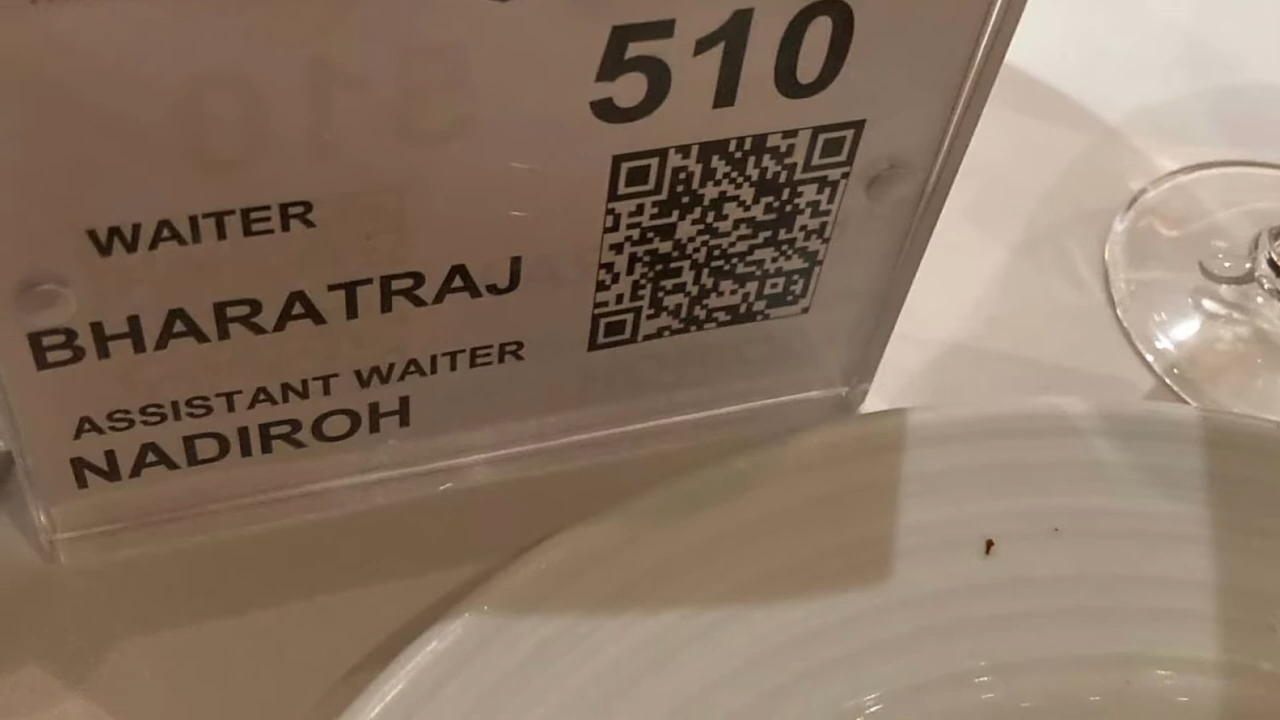 510
WAITER
BHARATRAJ
ASSISTANT WAITER
NADIROH